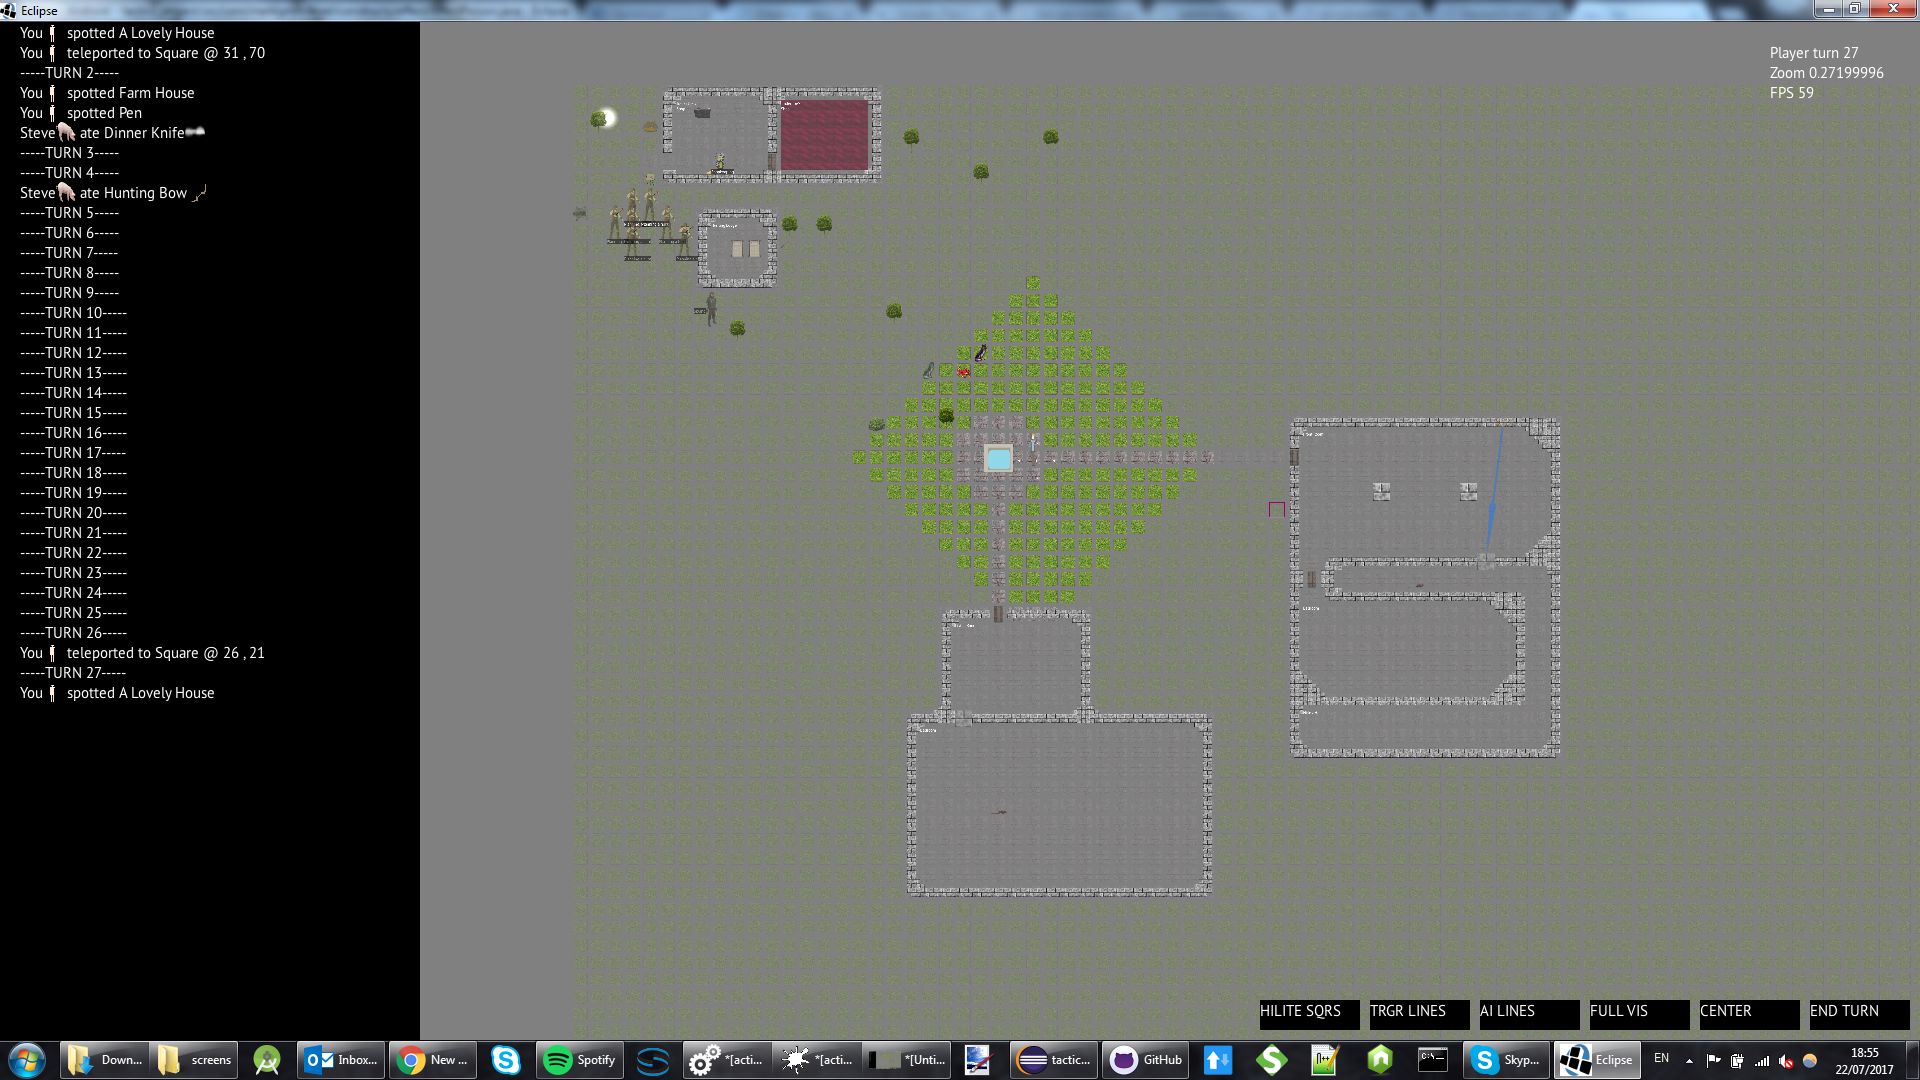 Eclipse
You spotted A Lovely House
You teleported to Square @ 31 , 70
-----TURN 2-----
You spotted Farm House
You spotted Pen
Steve ate Dinner Knife
-----TURN 3-----
-----TURN 4-----
Steve ate Hunting Bow
-----TURN 5-----
-----TURN 6-----
-----TURN 7-----
-----TURN 8-----
-----TURN 9-----
-----TURN 10-----
-----TURN 11-----
-----TURN 12-----
-----TURN 13-----
-----TURN 14-----
-----TURN 15-----
-----TURN 16-----
-----TURN 17-----
-----TURN 18-----
-----TURN 19-----
-----TURN 20-----
-----TURN 21-----
-----TURN 22-----
-----TURN 23-----
-----TURN 24-----
-----TURN 25-----
-----TURN 26-----
You teleported to Square @ 26 , 21
-----TURN 27-----
You spotted A Lovely House
Player turn 27
Zoom 0.27199996
FPS 59
HILITE SQRS
TRGR LINES
AI LINES
FULL VIS
CENTER
END TURN
Down...
screens
Inbox...
New ...
Spotify
*[acti...
*[acti...
*[Unti...
tactic...
GitHub
Skyp...
Eclipse
EN
18:55
22/07/2017